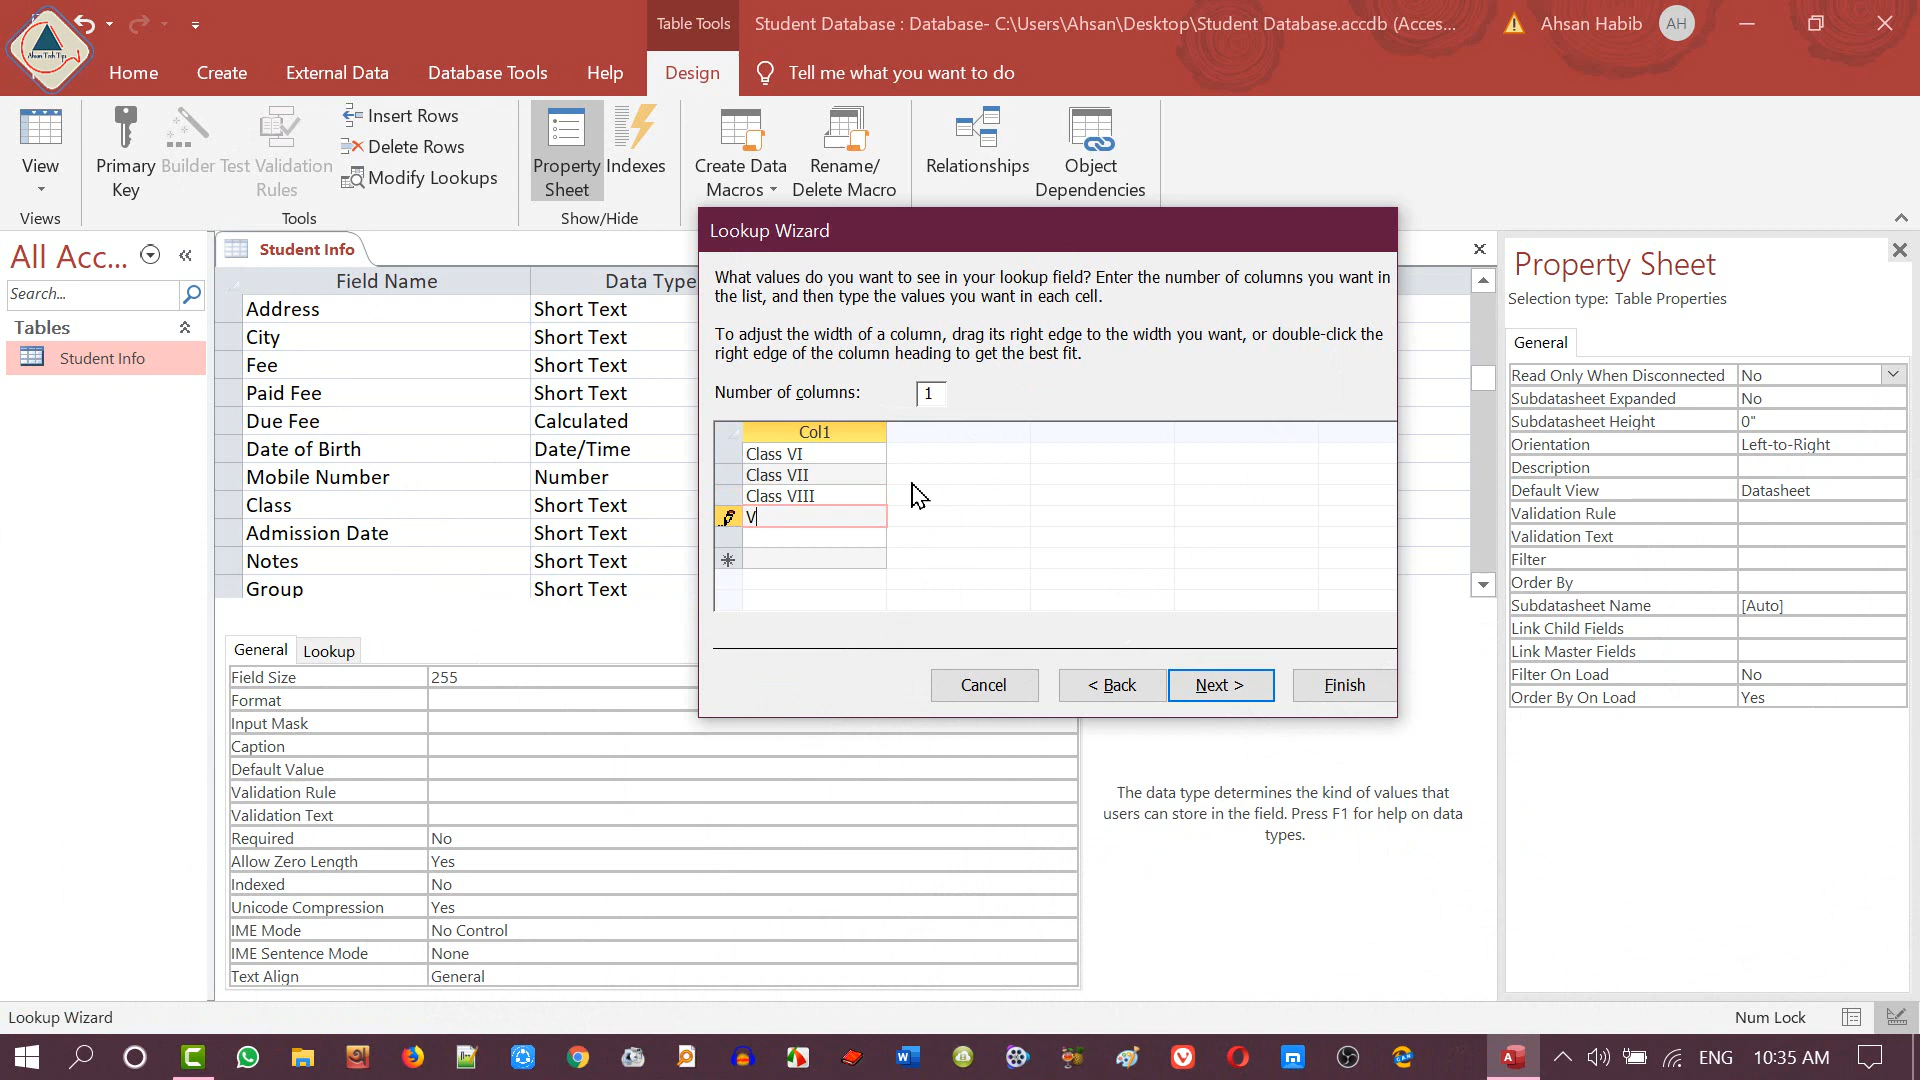 Table Tools
Student Database : Database- C:\Users\Ahsan\Desktop\Student Database.accdb (Acces...
Ahsan Habib
AH
Ahsan Tech Tips
Home
Create
External Data
Database Tools
Help
Design
Tell me what you want to do
View
Primary Key
Builder
Test Validation Rules
Insert Rows
Delete Rows
Modify Lookups
Property Sheet
Indexes
Create Data Macros
Rename/ Delete Macro
Relationships
Object Dependencies
Views
Tools
Show/Hide
All Acc...
Search...
Tables
Student Info
Student Info
Field Name
Data Type
Address
Short Text
City
Short Text
Fee
Short Text
Paid Fee
Short Text
Due Fee
Calculated
Date of Birth
Date/Time
Mobile Number
Number
Class
Short Text
Admission Date
Short Text
Notes
Short Text
Group
Short Text
General
Lookup
Field Size
255
Format
Input Mask
Caption
Default Value
Validation Rule
Validation Text
Required
No
Allow Zero Length
Yes
Indexed
No
Unicode Compression
Yes
IME Mode
No Control
IME Sentence Mode
None
Text Align
General
Lookup Wizard
What values do you want to see in your lookup field? Enter the number of columns you want in
the list, and then type the values you want in each cell.
To adjust the width of a column, drag its right edge to the width you want, or double-click the
right edge of the column heading to get the best fit.
Number of columns:
1
Col1
Class VI
Class VII
Class VIII
V
Cancel
< Back
Next >
Finish
The data type determines the kind of values that
users can store in the field. Press F1 for help on data
types.
Property Sheet
Selection type: Table Properties
General
Read Only When Disconnected
No
Subdatasheet Expanded
No
Subdatasheet Height
0"
Orientation
Left-to-Right
Description
Default View
Datasheet
Validation Rule
Validation Text
Filter
Order By
Subdatasheet Name
[Auto]
Link Child Fields
Link Master Fields
Filter On Load
No
Order By On Load
Yes
Lookup Wizard
Num Lock
ENG
10:35 AM